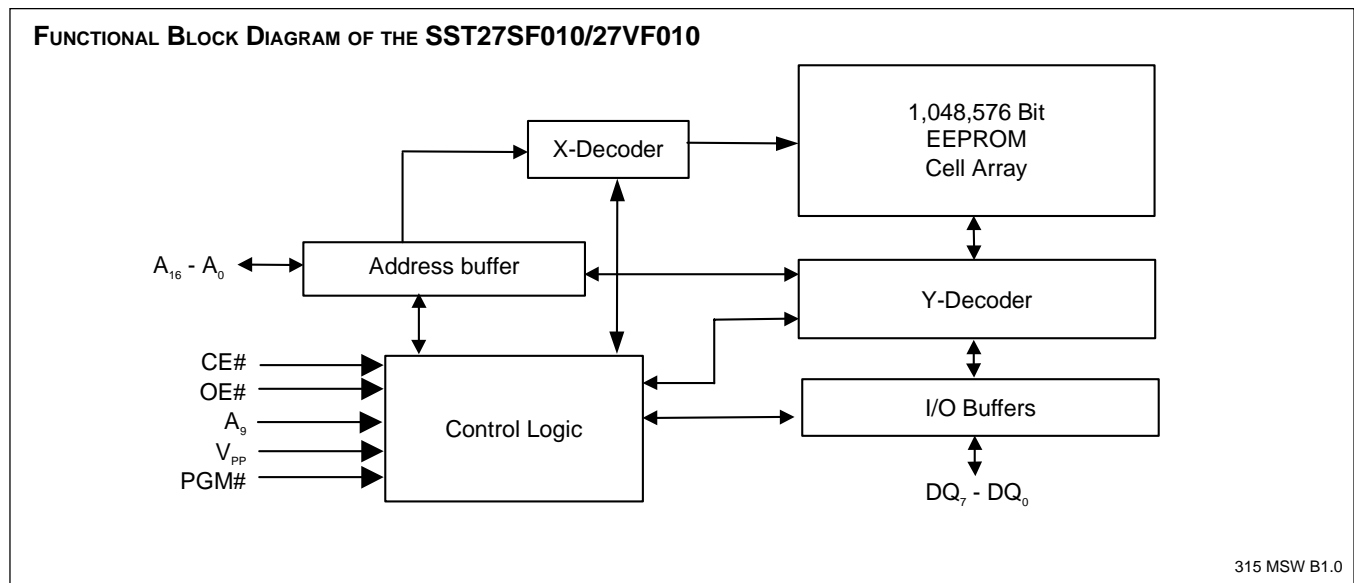 FUNCTIONAL BLOCK DIAGRAM OF THE SST27SF010/27VF010
1,048,576 Bit
EEPROM
Cell Array
X-Decoder
A16 - A0
Address buffer
Y-Decoder
CE#
OE#
A9
VPP
PGM#
Control Logic
I/O Buffers
DQ7 - DQ0
315 MSW B1.0